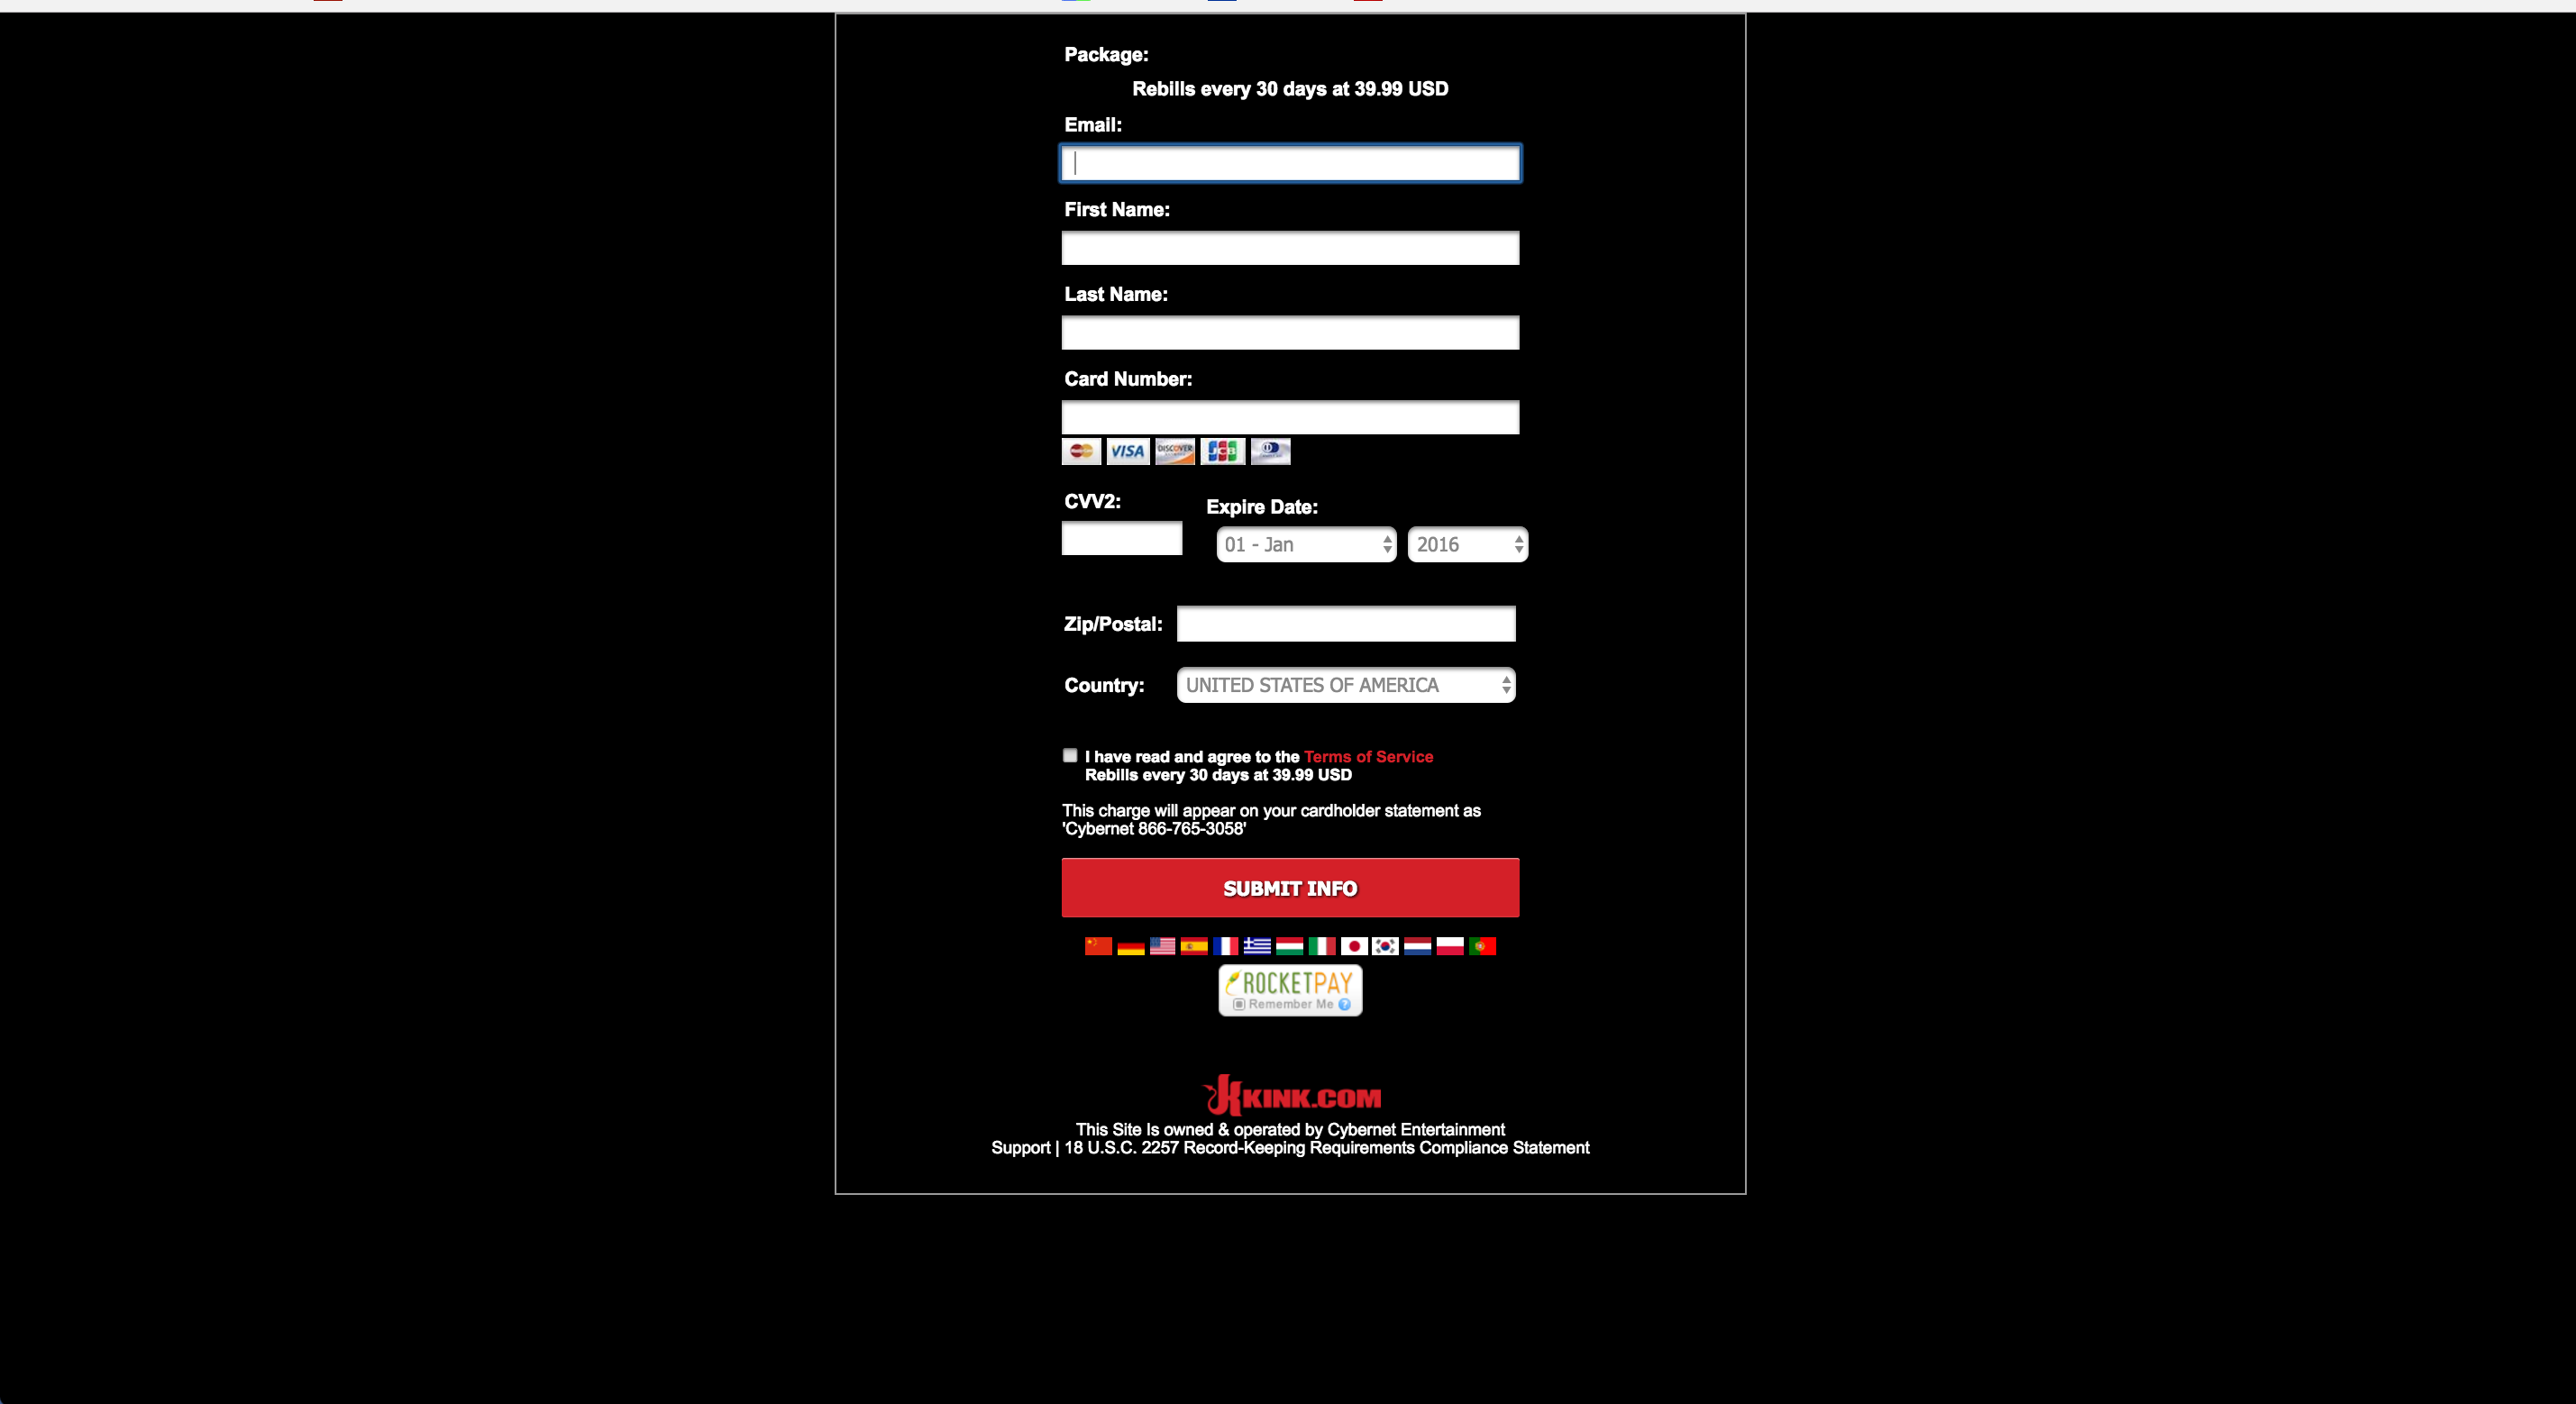 Package:
Rebills every 30 days at 39.99 USD
Email:
First Name:
Last Name:
Card Number:
VISA DISCOVER JCB
CVV2:
Expire Date:
01 - Jan 2016
Zip/Postal:
Country: UNITED STATES OF AMERICA
I have read and agree to the Terms of Service
Rebills every 30 days at 39.99 USD
This charge will appear on your cardholder statement as
'Cybernet 866-765-3058'
SUBMIT INFO
ROCKETPAY
Remember Me ?
KINK.COM
This Site Is owned & operated by Cybernet Entertainment
Support | 18 U.S.C. 2257 Record-Keeping Requirements Compliance Statement